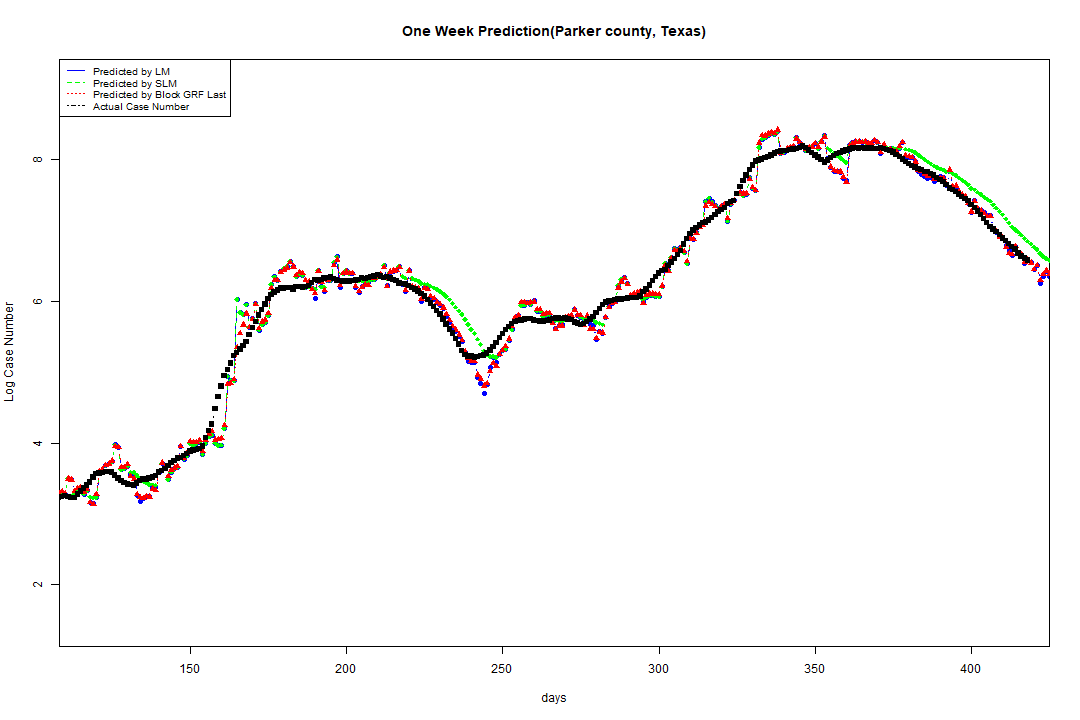 One Week Prediction(Parker county, Texas)
Predicted by LM
Predicted by SLM
Predicted by Block GRF Last
Actual Case Number
8
6
4
2
Log Case Number
150 200 250 300 350 400
days